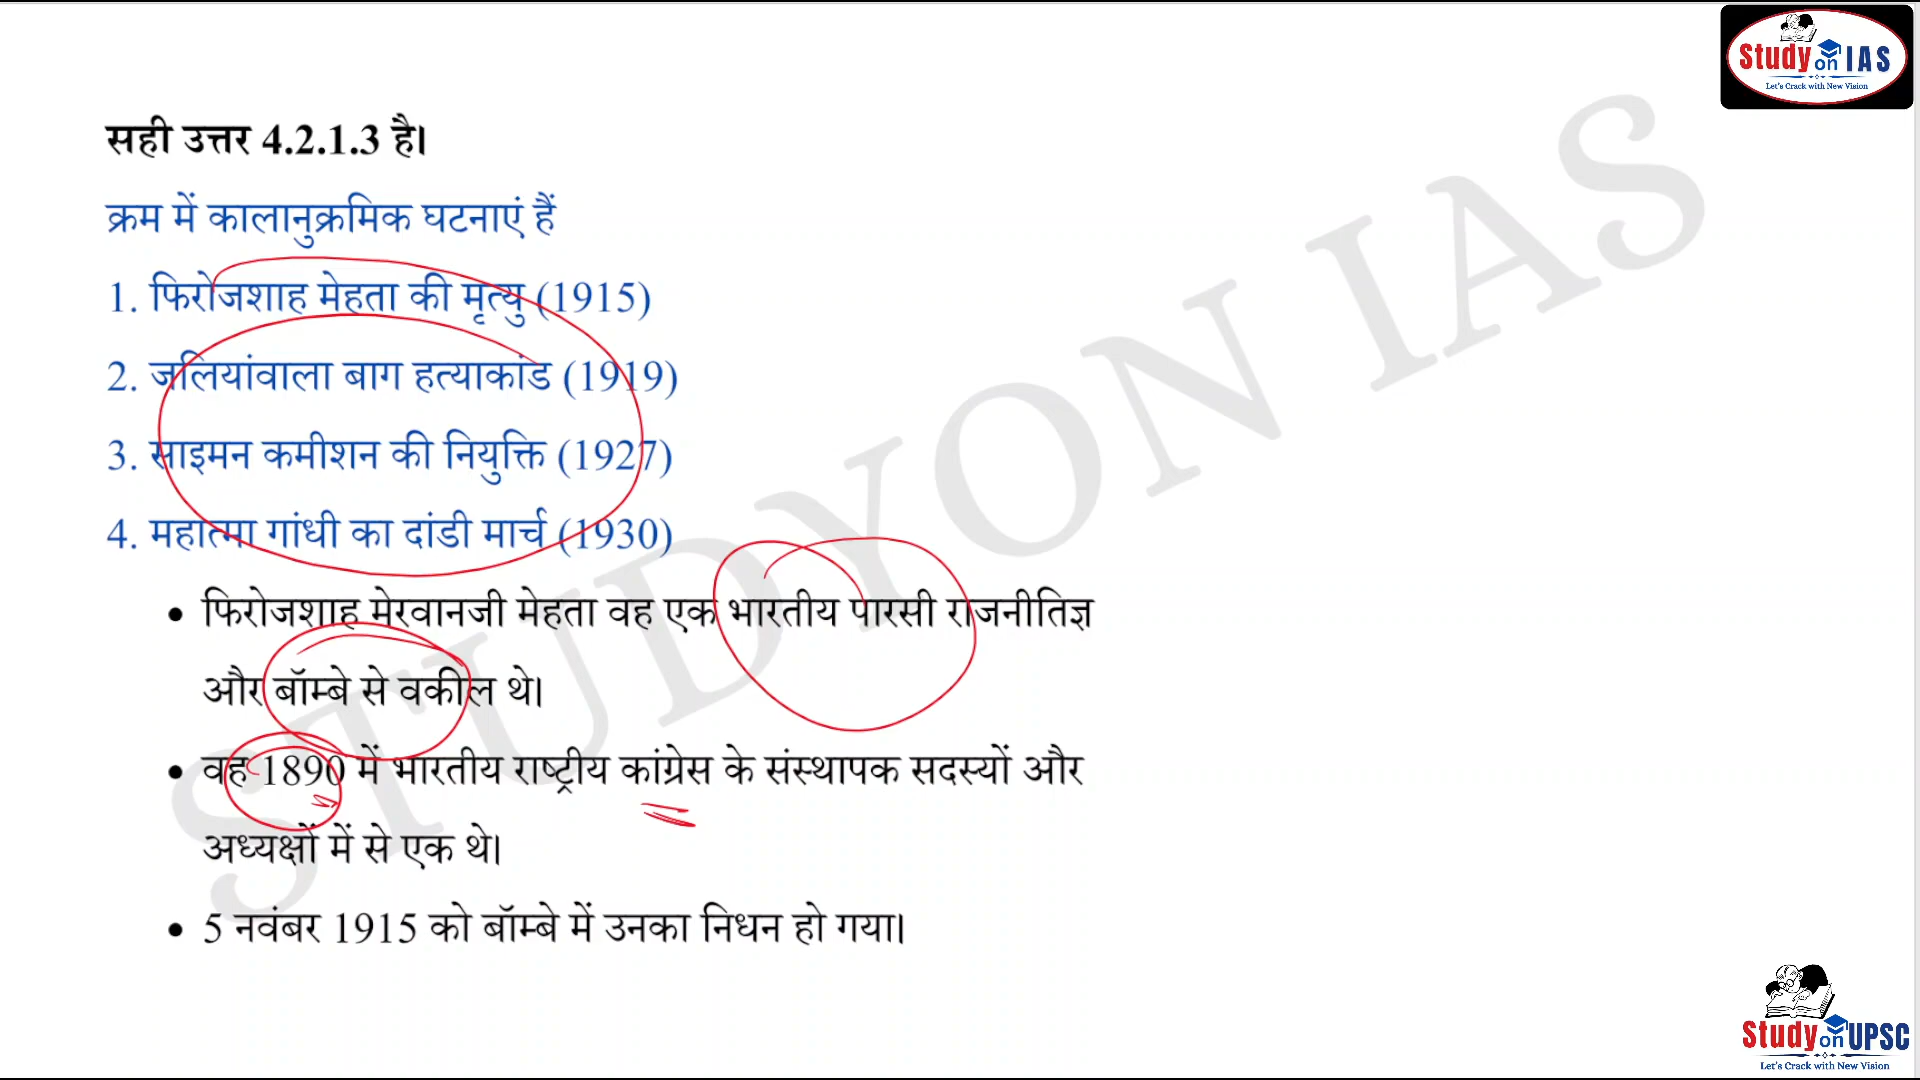 Study on IAS
Let's Crack with New Vision
सही उत्तर 4.2.1.3 है।
क्रम में कालानुक्रमिक घटनाएं हैं
1. फिरोजशाह मेहता की मृत्यु (1915)
2. जलियांवाला बाग हत्याकांड (1919)
3. साइमन कमीशन की नियुक्ति (1927)
4. महात्मा गांधी का दांडी मार्च (1930)
• फिरोजशाह मेरवानजी मेहता वह एक भारतीय पारसी राजनीतिज्ञ
और बॉम्बे से वकील थे।
• वह 1890 में भारतीय राष्ट्रीय कांग्रेस के संस्थापक सदस्यों और
अध्यक्षों में से एक थे।
• 5 नवंबर 1915 को बॉम्बे में उनका निधन हो गया।
STUDYON IAS
Study on UPSC
Let's Crack with New Vision